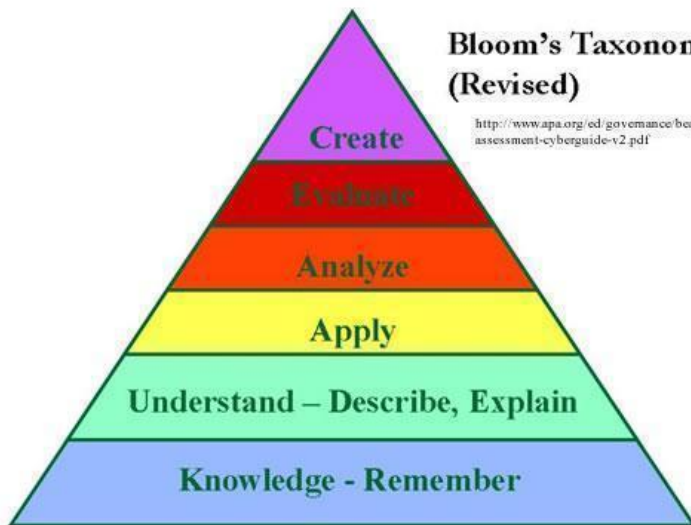 Bloom's Taxonom
(Revised)
http://www.apa.org/ed/governance/bea
assessment-cyberguide-v2.pdf
Create
Evaluate
Analyze
Apply
Understand – Describe, Explain
Knowledge - Remember